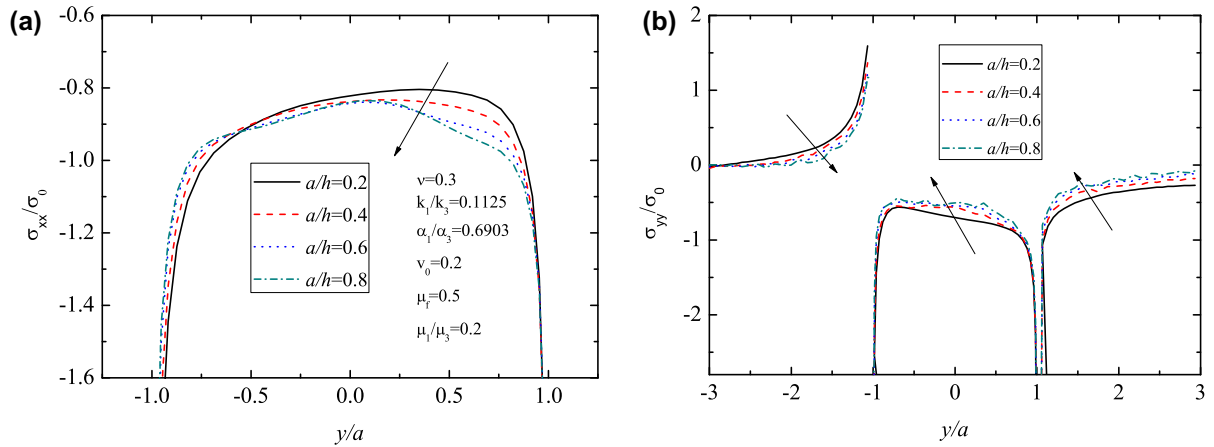 (a)
-0.6
-0.8
-1.0
-1.2
-1.4
-1.6
σxx/σ0
-1.0 -0.5 0.0 0.5 1.0
y/a
a/h=0.2
a/h=0.4
a/h=0.6
a/h=0.8
ν=0.3
k1/k3=0.1125
α1/α3=0.6903
v0=0.2
μf=0.5
μ1/μ3=0.2
(b)
2
1
0
-1
-2
σyy/σ0
-3 -2 -1 0 1 2 3
y/a
a/h=0.2
a/h=0.4
a/h=0.6
a/h=0.8